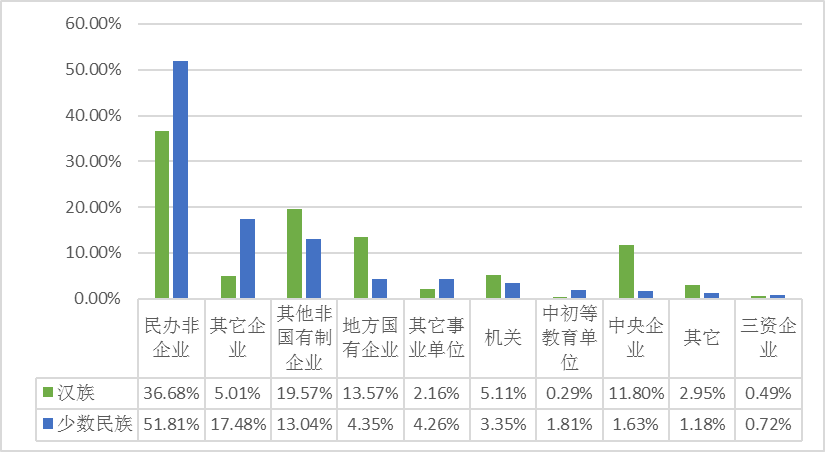 60.00%
50.00%
40.00%
30.00%
20.00%
10.00%
0.00%
民办非企业 其它企业 其他非国有制企业 地方国有企业 其它事业单位 机关 中初等教育单位 中央企业 其它 三资企业
汉族 36.68% 5.01% 19.57% 13.57% 2.16% 5.11% 0.29% 11.80% 2.95% 0.49%
少数民族 51.81% 17.48% 13.04% 4.35% 4.26% 3.35% 1.81% 1.63% 1.18% 0.72%